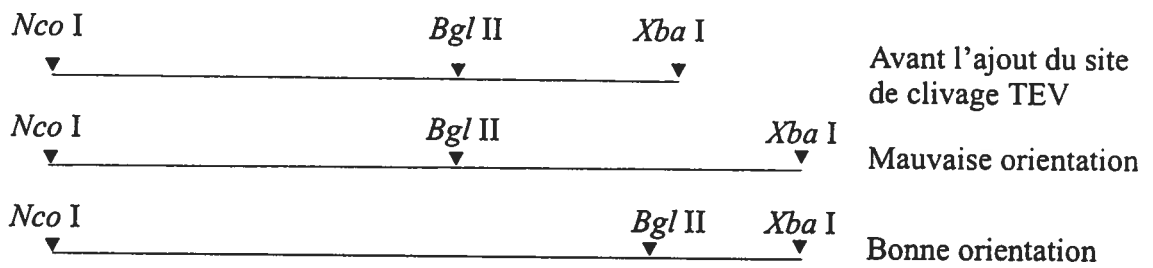 Nco I Bgl II Xba I
Avant l'ajout du site
de clivage TEV
Nco I Bgl II Xba I
Mauvaise orientation
Nco I Bgl II Xba I
Bonne orientation